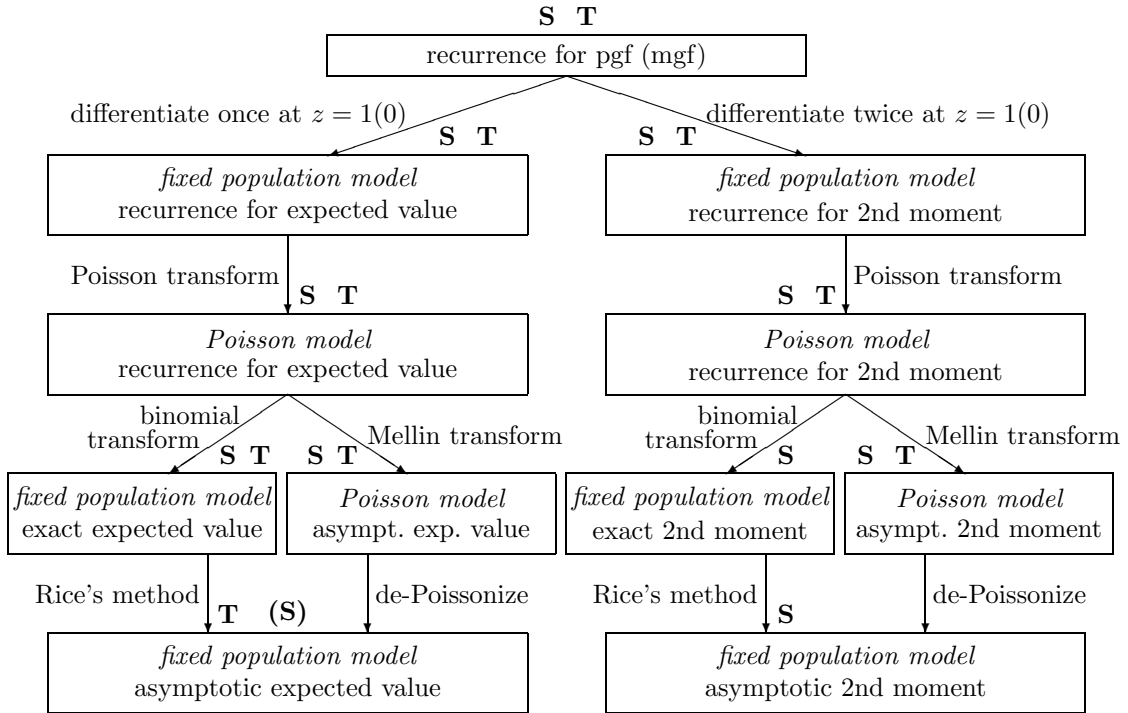 S T
recurrence for pgf (mgf)
differentiate once at z = 1(0)
differentiate twice at z = 1(0)
S T
S T
fixed population model
recurrence for expected value
fixed population model
recurrence for 2nd moment
Poisson transform
Poisson transform
S T
S T
Poisson model
recurrence for expected value
Poisson model
recurrence for 2nd moment
binomial
transform
Mellin transform
binomial
transform
Mellin transform
S T
S T
S
S T
fixed population model
exact expected value
Poisson model
asympt. exp. value
fixed population model
exact 2nd moment
Poisson model
asympt. 2nd moment
Rice's method
de-Poissonize
Rice's method
de-Poissonize
T (S)
S
fixed population model
asymptotic expected value
fixed population model
asymptotic 2nd moment